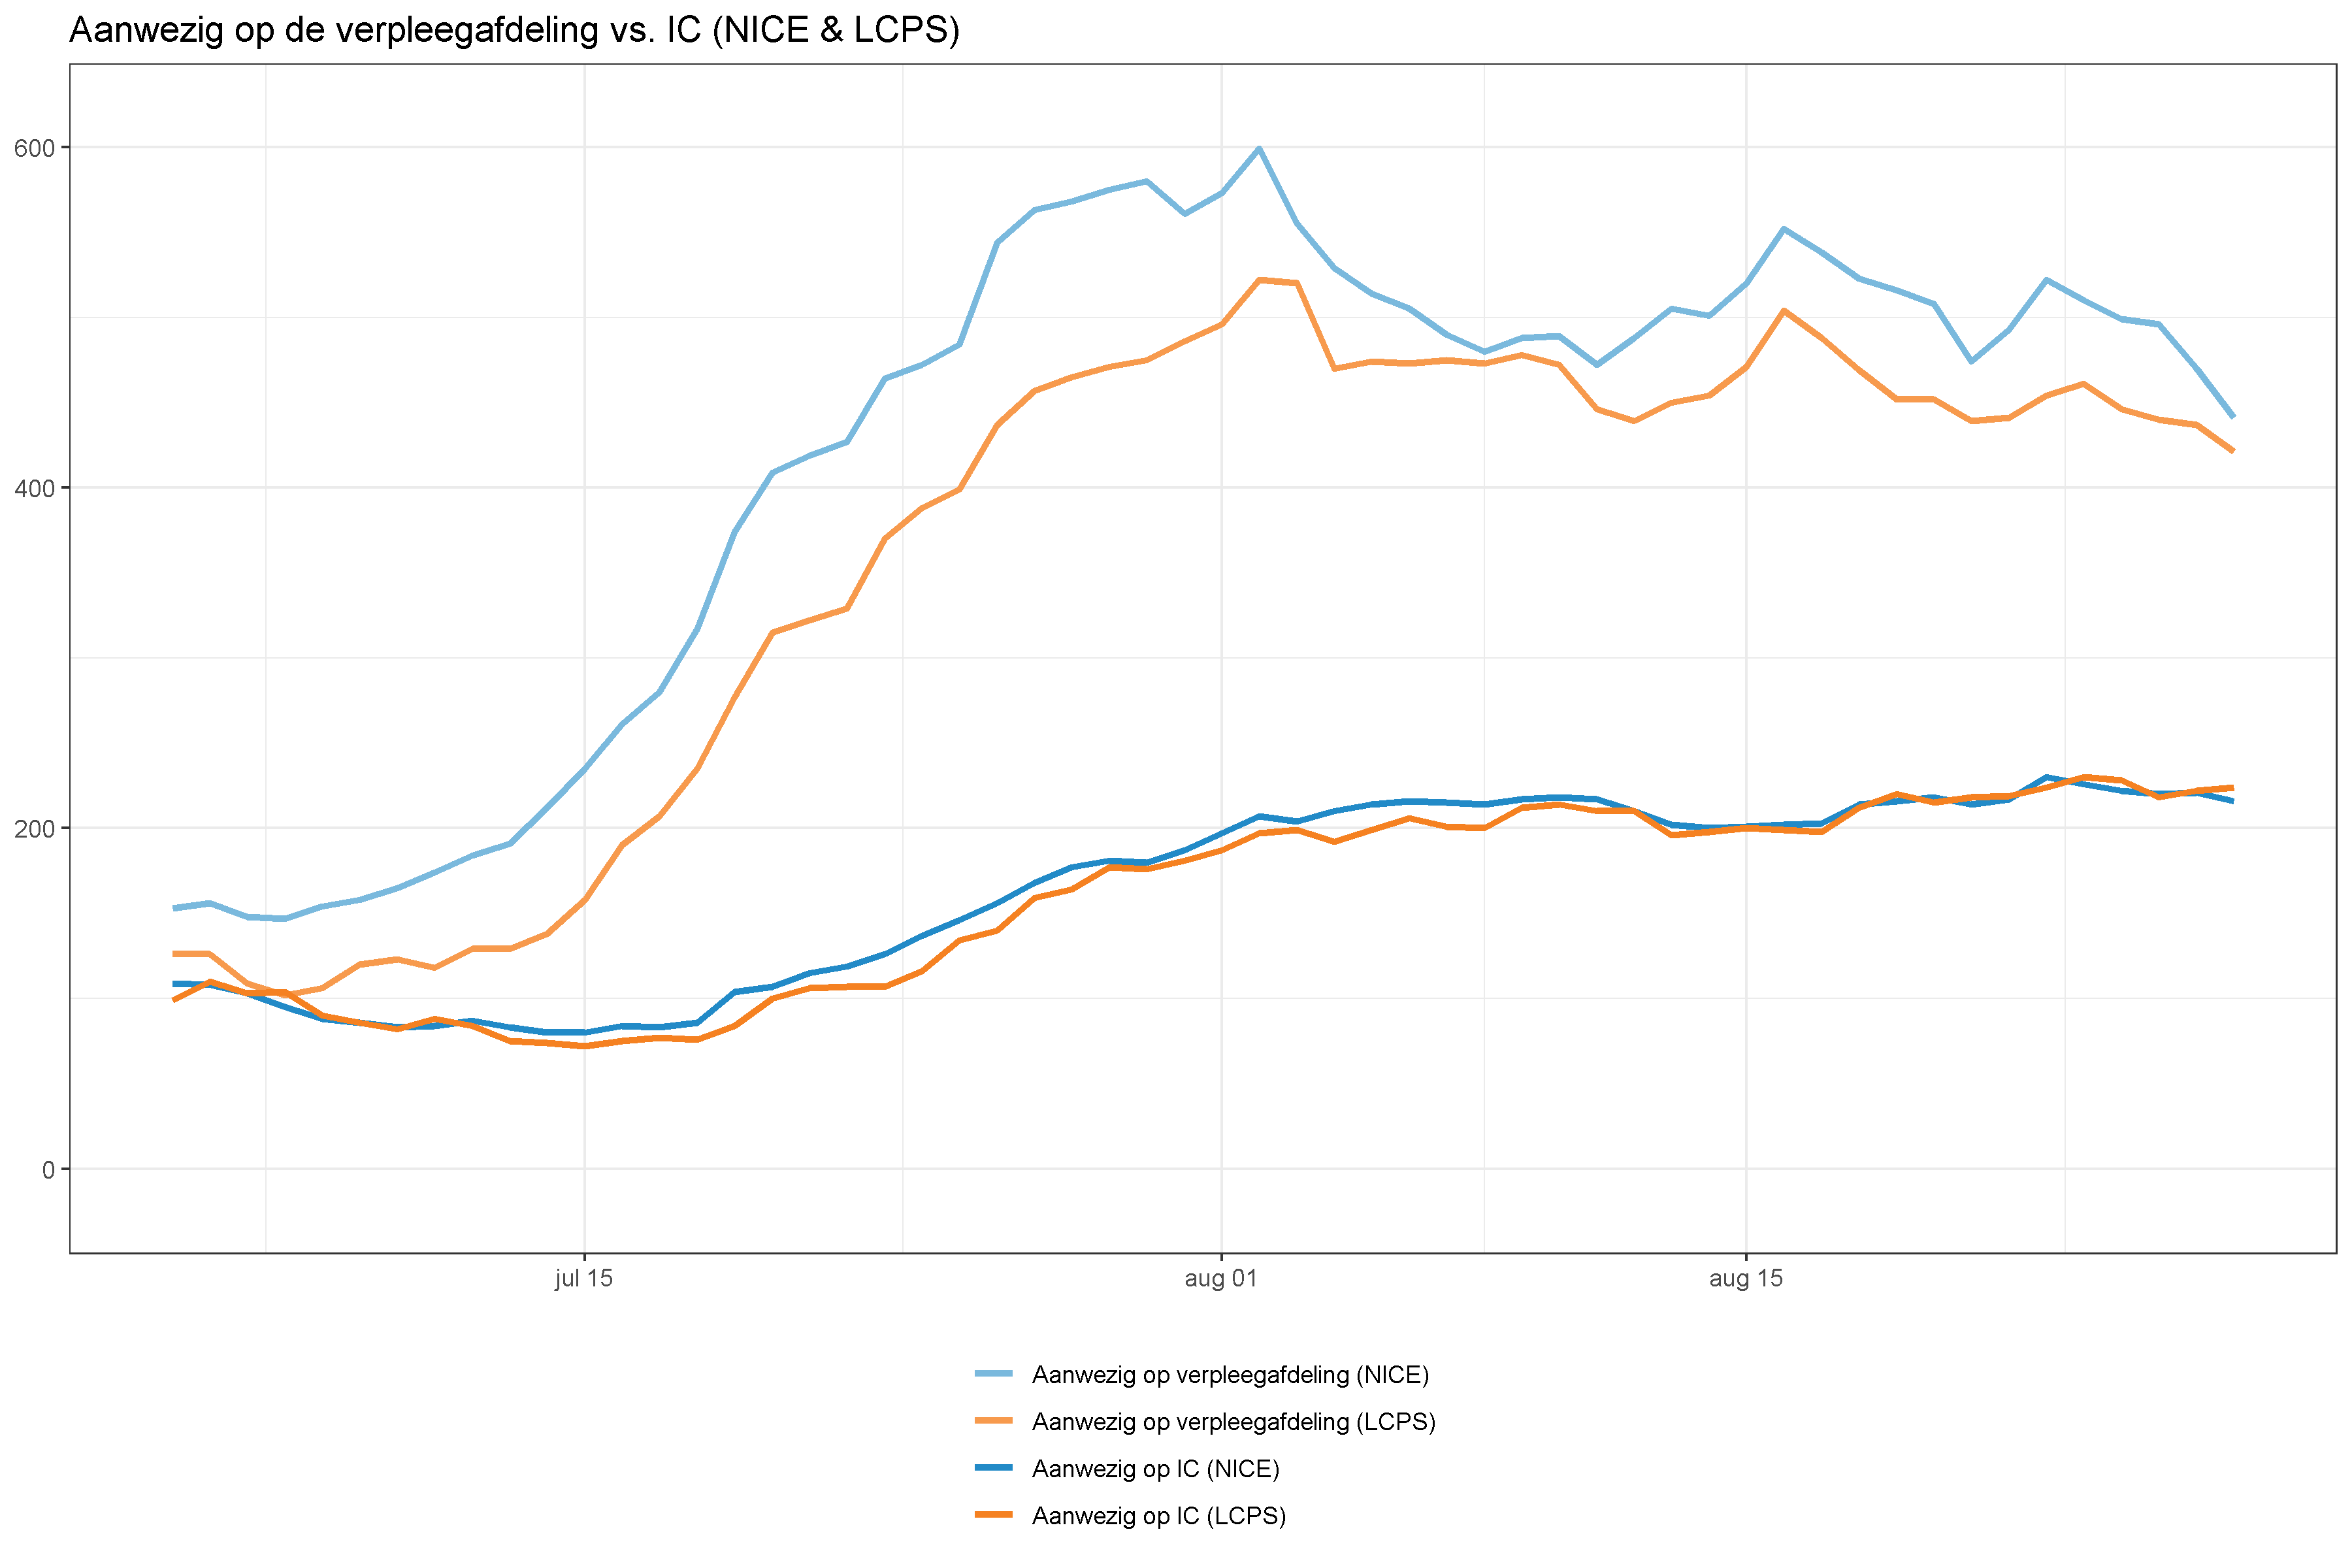 Aanwezig op de verpleegafdeling vs. IC (NICE & LCPS)
600
400
200
0
jul 15
aug 01
aug 15
Aanwezig op verpleegafdeling (NICE)
Aanwezig op verpleegafdeling (LCPS)
Aanwezig op IC (NICE)
Aanwezig op IC (LCPS)